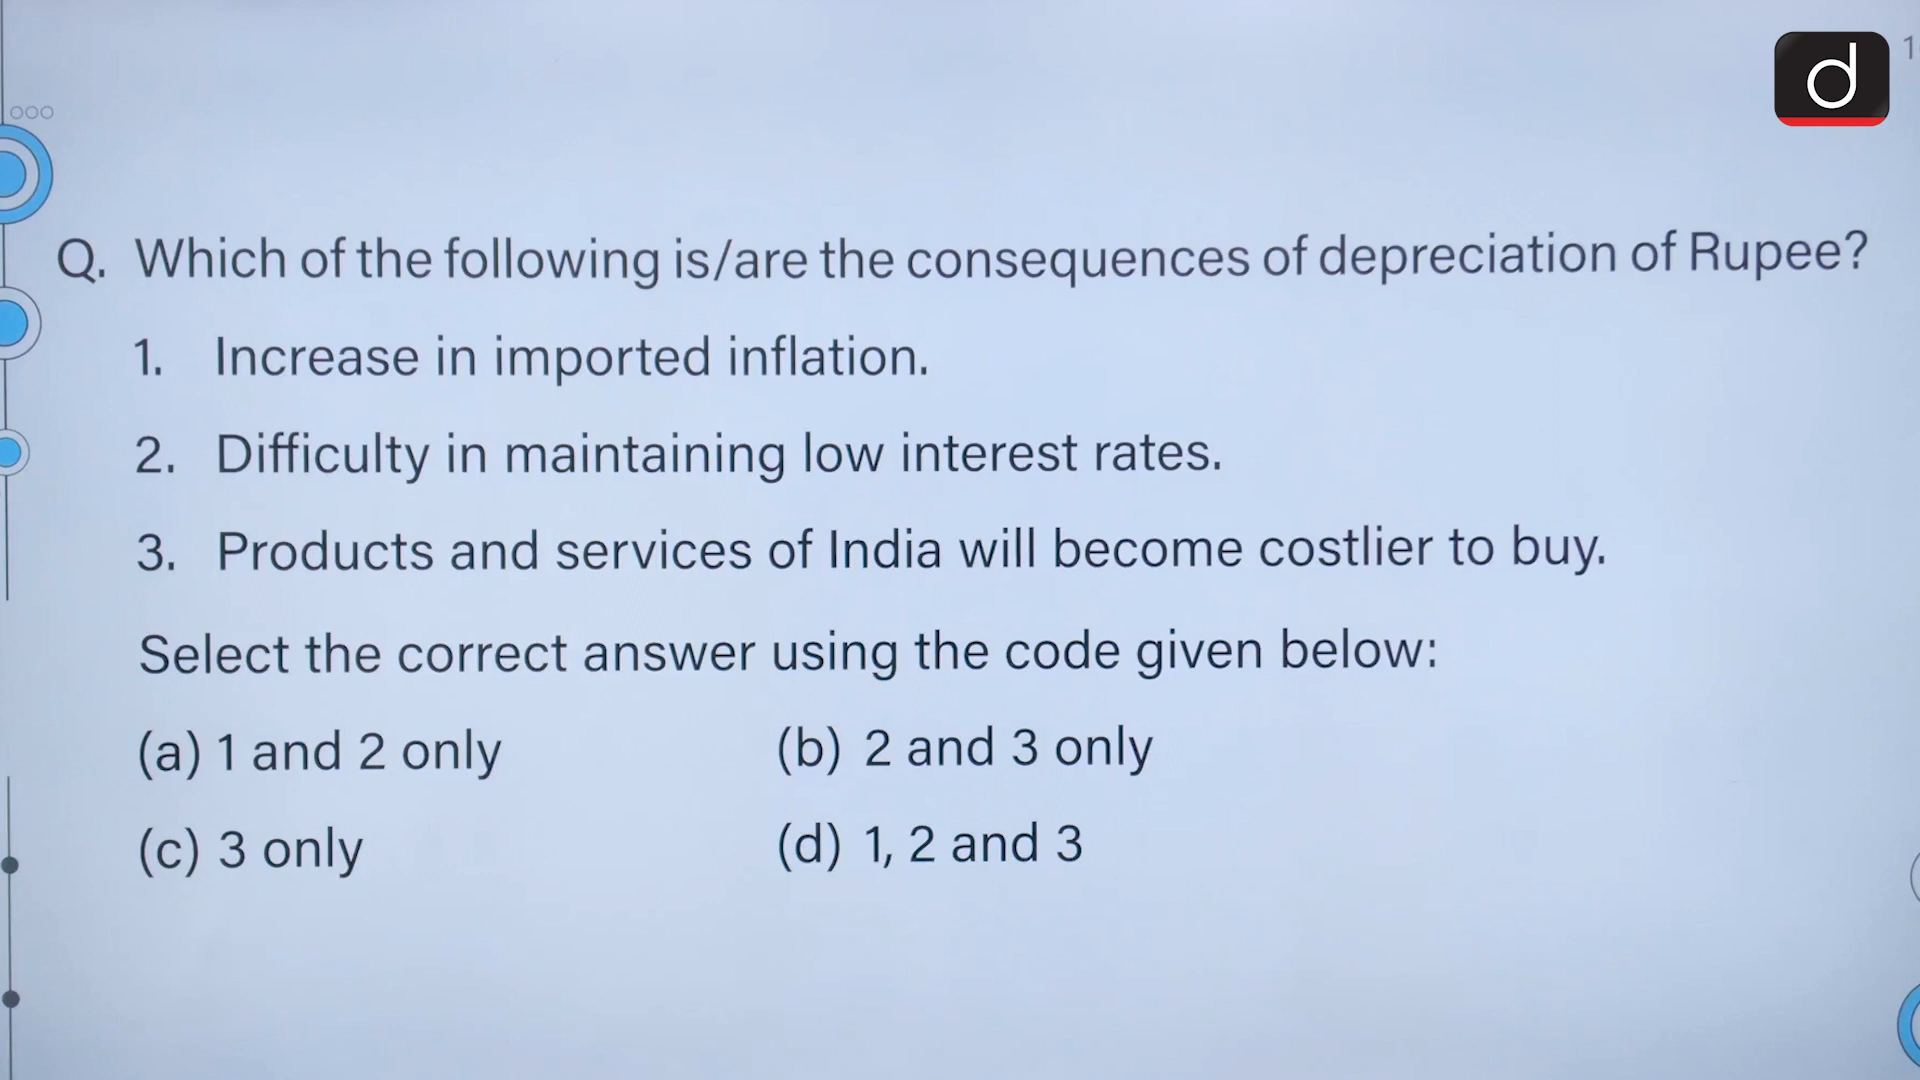 d
1
Q. Which of the following is/are the consequences of depreciation of Rupee?
1. Increase in imported inflation.
2. Difficulty in maintaining low interest rates.
3. Products and services of India will become costlier to buy.
Select the correct answer using the code given below:
(a) 1 and 2 only (b) 2 and 3 only
(c) 3 only (d) 1, 2 and 3